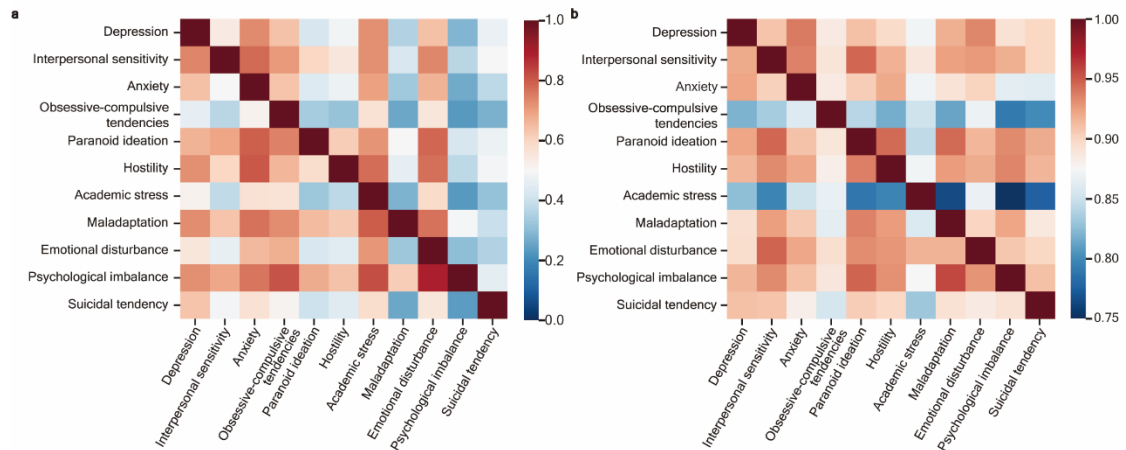 a
Depression
Interpersonal sensitivity
Anxiety
Obsessive-compulsive
tendencies
Paranoid ideation
Hostility
Academic stress
Maladaptation
Emotional disturbance
Psychological imbalance
Suicidal tendency
Depression
Interpersonal sensitivity
Anxiety
Obsessive-compulsive
tendencies
Paranoid ideation
Hostility
Academic stress
Maladaptation
Emotional disturbance
Psychological imbalance
Suicidal tendency
1.0
0.8
0.6
0.4
0.2
0.0
b
Depression
Interpersonal sensitivity
Anxiety
Obsessive-compulsive
tendencies
Paranoid ideation
Hostility
Academic stress
Maladaptation
Emotional disturbance
Psychological imbalance
Suicidal tendency
Depression
Interpersonal sensitivity
Anxiety
Obsessive-compulsive
tendencies
Paranoid ideation
Hostility
Academic stress
Maladaptation
Emotional disturbance
Psychological imbalance
Suicidal tendency
1.00
0.95
0.90
0.85
0.80
0.75